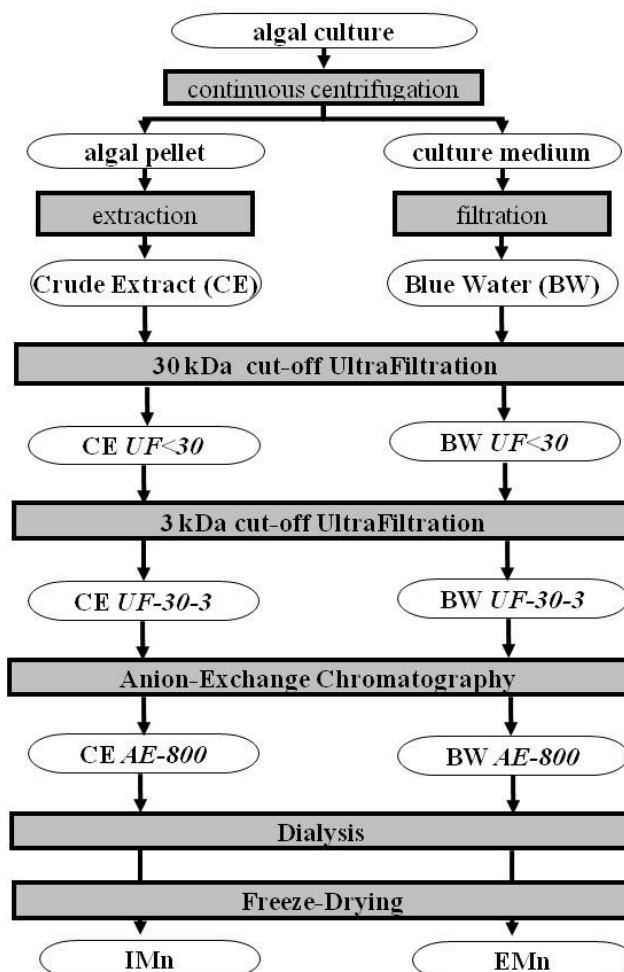 algal culture
continuous centrifugation
algal pellet
culture medium
extraction
filtration
Crude Extract (CE)
Blue Water (BW)
30 kDa cut-off UltraFiltration
CE UF<30
BW UF<30
3 kDa cut-off UltraFiltration
CE UF-30-3
BW UF-30-3
Anion-Exchange Chromatography
CE AE-800
BW AE-800
Dialysis
Freeze-Drying
IMn
EMn